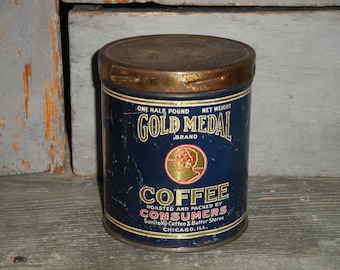 ONE HALF POUND NET WEIGHT
GOLD MEDAL
BRAND
COFFEE
ROASTED AND PACKED BY
CONSUMERS
Sanitary Coffee & Butter Stores
CHICAGO, ILL.